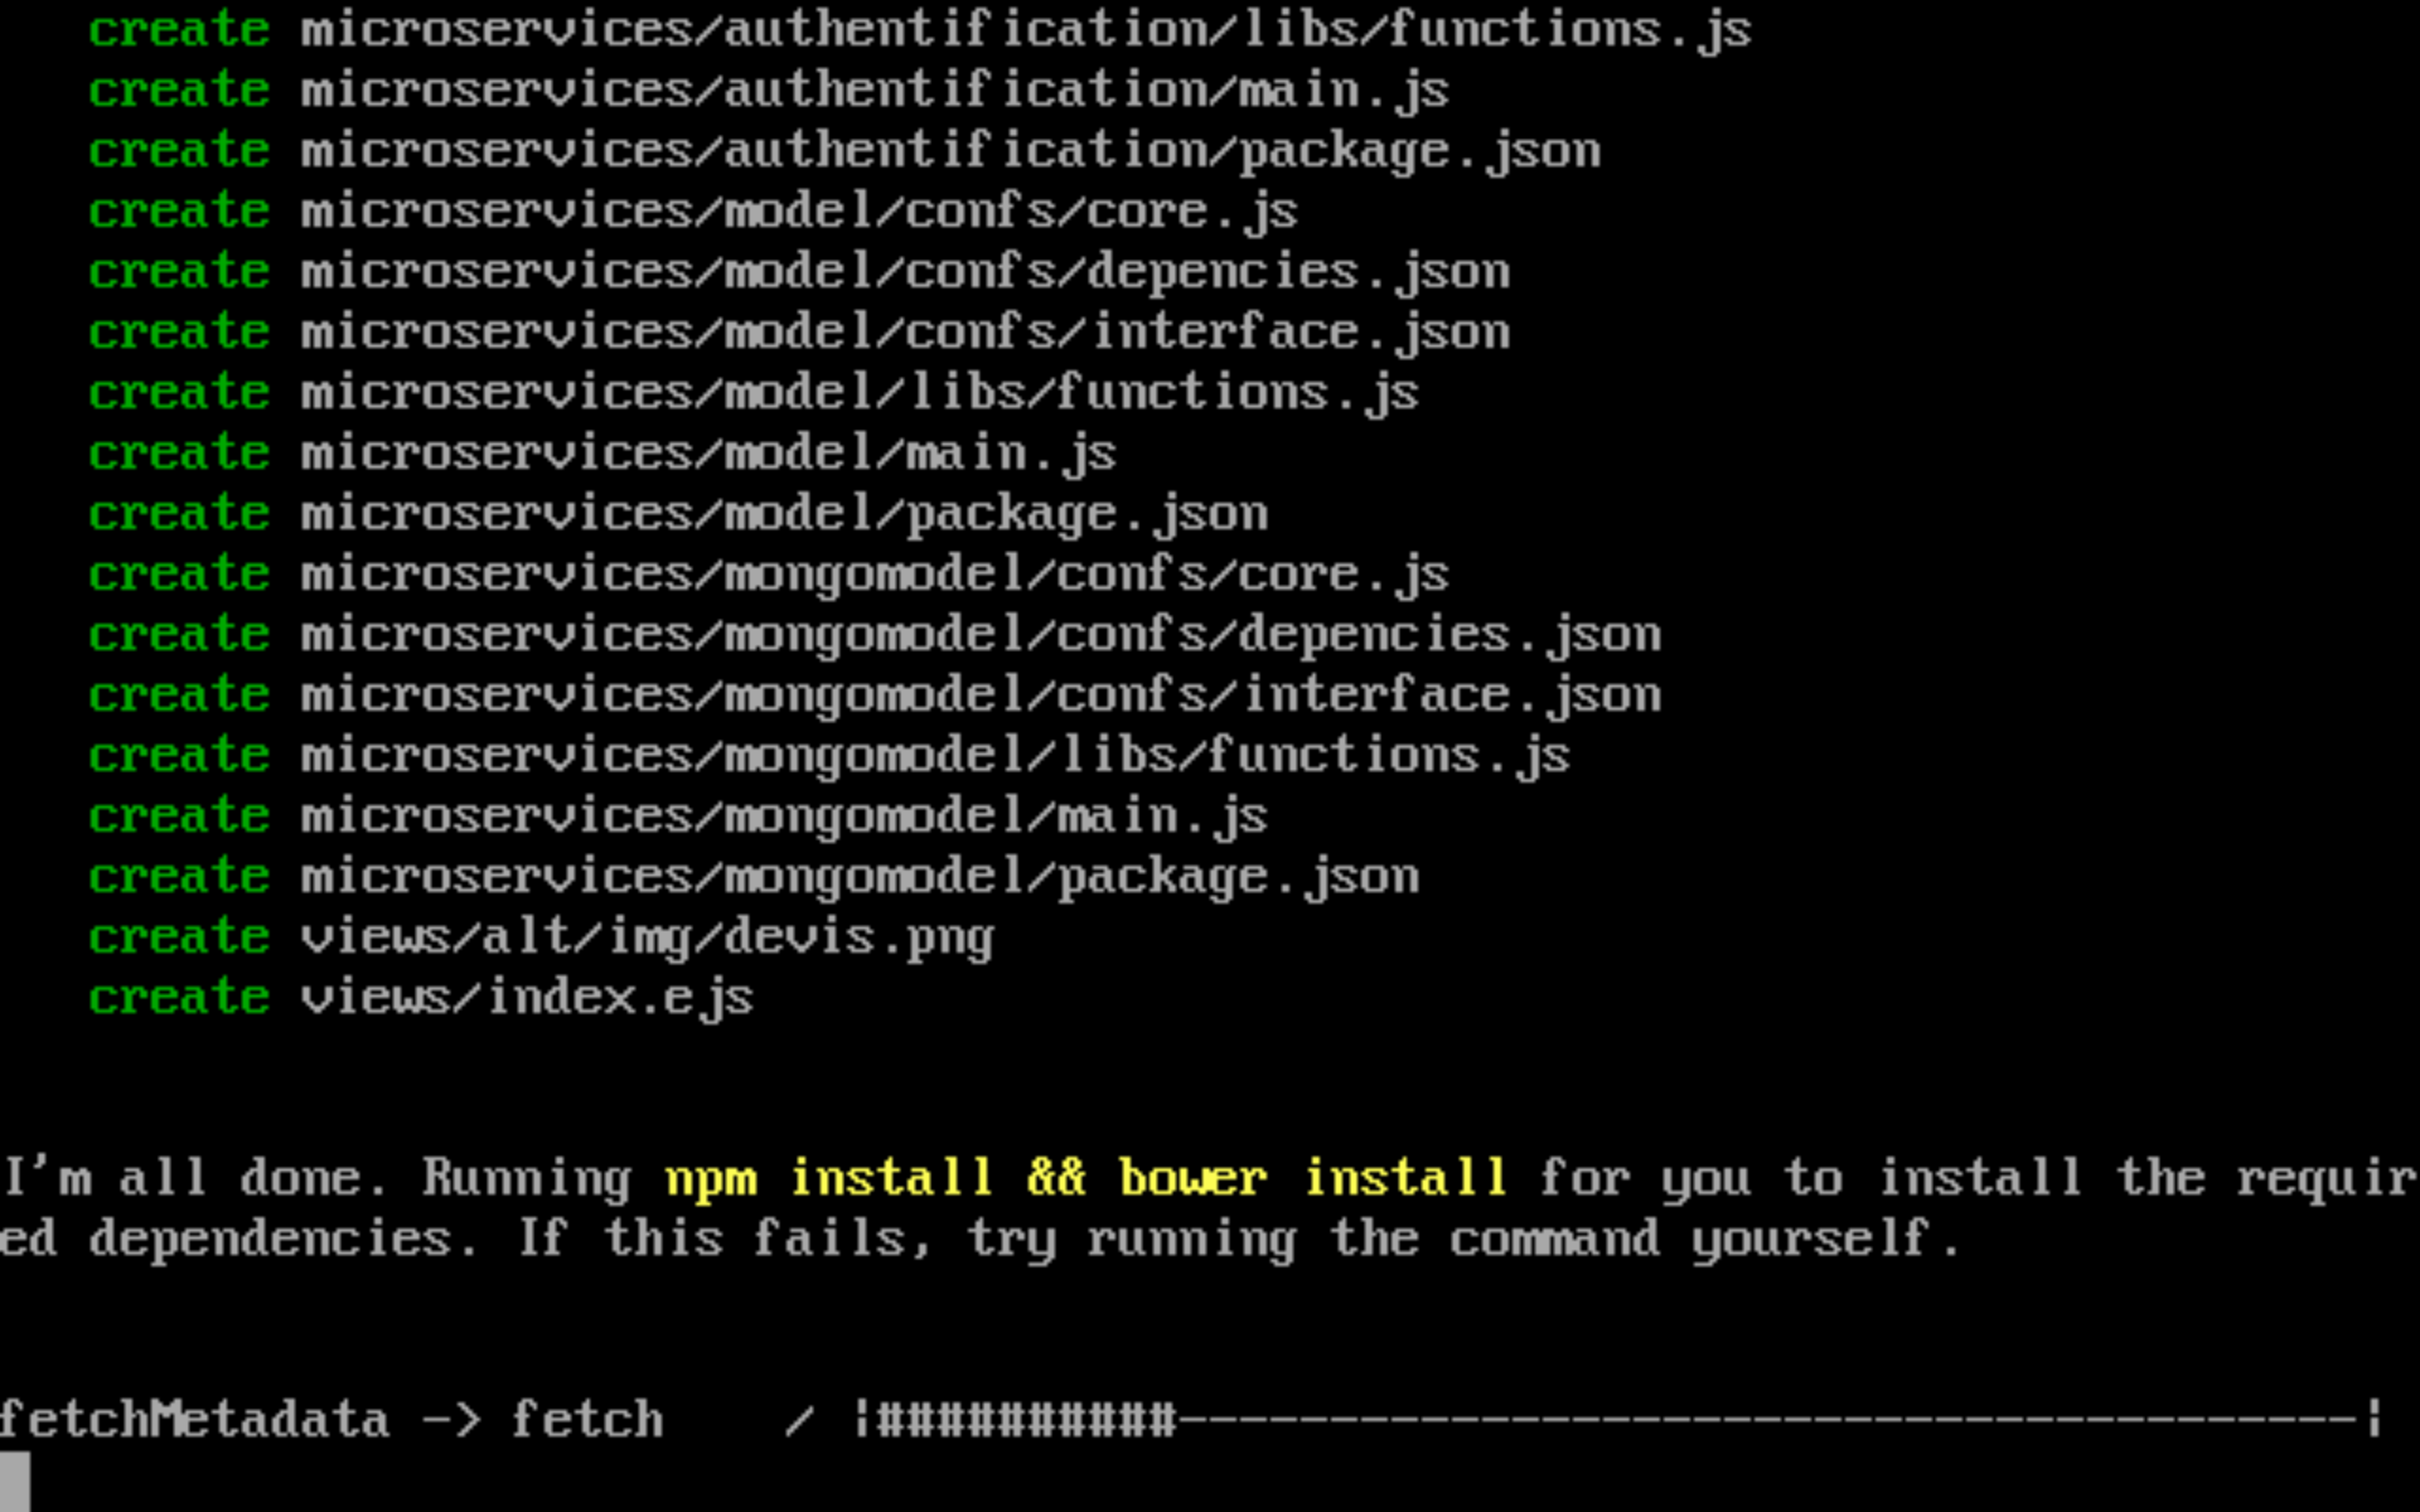 create microservices/authentification/libs/functions.js
create microservices/authentification/main.js
create microservices/authentification/package.json
create microservices/model/confs/core.js
create microservices/model/confs/depencies.json
create microservices/model/confs/interface.json
create microservices/model/libs/functions.js
create microservices/model/main.js
create microservices/model/package.json
create microservices/mongomodel/confs/core.js
create microservices/mongomodel/confs/depencies.json
create microservices/mongomodel/confs/interface.json
create microservices/mongomodel/libs/functions.js
create microservices/mongomodel/main.js
create microservices/mongomodel/package.json
create views/alt/img/devis.png
create views/index.ejs
I'm all done. Running npm install && bower install for you to install the requir
ed dependencies. If this fails, try running the command yourself.
fetchMetadata -> fetch    / |##########---------------------------------------|